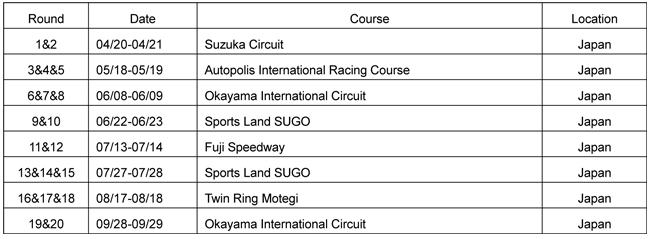 Round Date Course Location
1&2 04/20-04/21 Suzuka Circuit Japan
3&4&5 05/18-05/19 Autopolis International Racing Course Japan
6&7&8 06/08-06/09 Okayama International Circuit Japan
9&10 06/22-06/23 Sports Land SUGO Japan
11&12 07/13-07/14 Fuji Speedway Japan
13&14&15 07/27-07/28 Sports Land SUGO Japan
16&17&18 08/17-08/18 Twin Ring Motegi Japan
19&20 09/28-09/29 Okayama International Circuit Japan